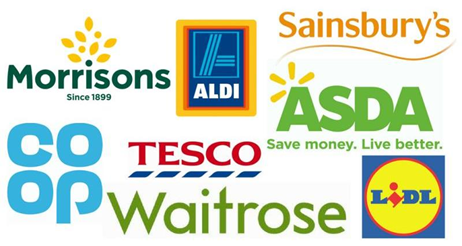 Morrisons
Since 1899
ALDI
Sainsbury's
ASDA
Save money. Live better.
co
op
TESCO
Waitrose
LiDL